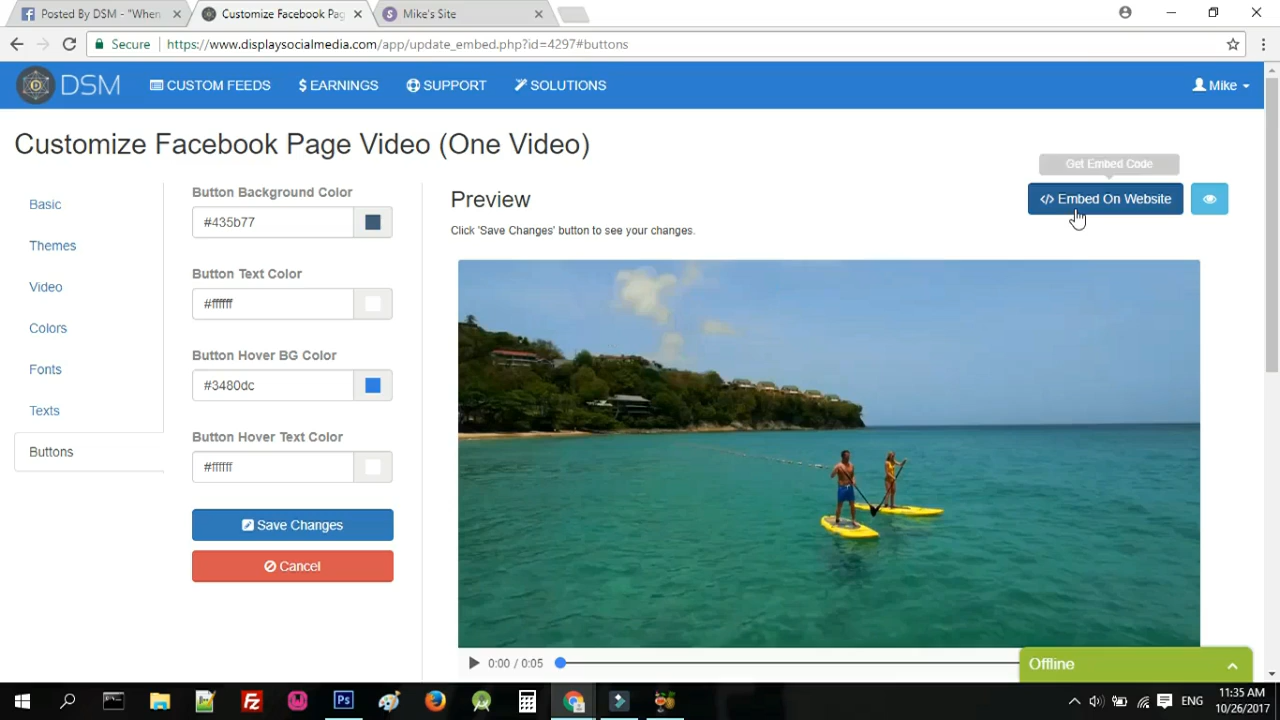 Posted By DSM - "When
Customize Facebook Pag
Mike's Site
Secure
https://www.displaysocialmedia.com/app/update_embed.php?id=4297#buttons
DSM
CUSTOM FEEDS
$ EARNINGS
SUPPORT
SOLUTIONS
Mike
Customize Facebook Page Video (One Video)
Get Embed Code
Basic
Themes
Video
Colors
Fonts
Texts
Buttons
Button Background Color
#435b77
Button Text Color
#ffffff
Button Hover BG Color
#3480dc
Button Hover Text Color
#ffffff
Save Changes
Cancel
Preview
</> Embed On Website
Click 'Save Changes' button to see your changes.
0:00 / 0:05
Offline
Ps
ENG
11:35 AM
10/26/2017